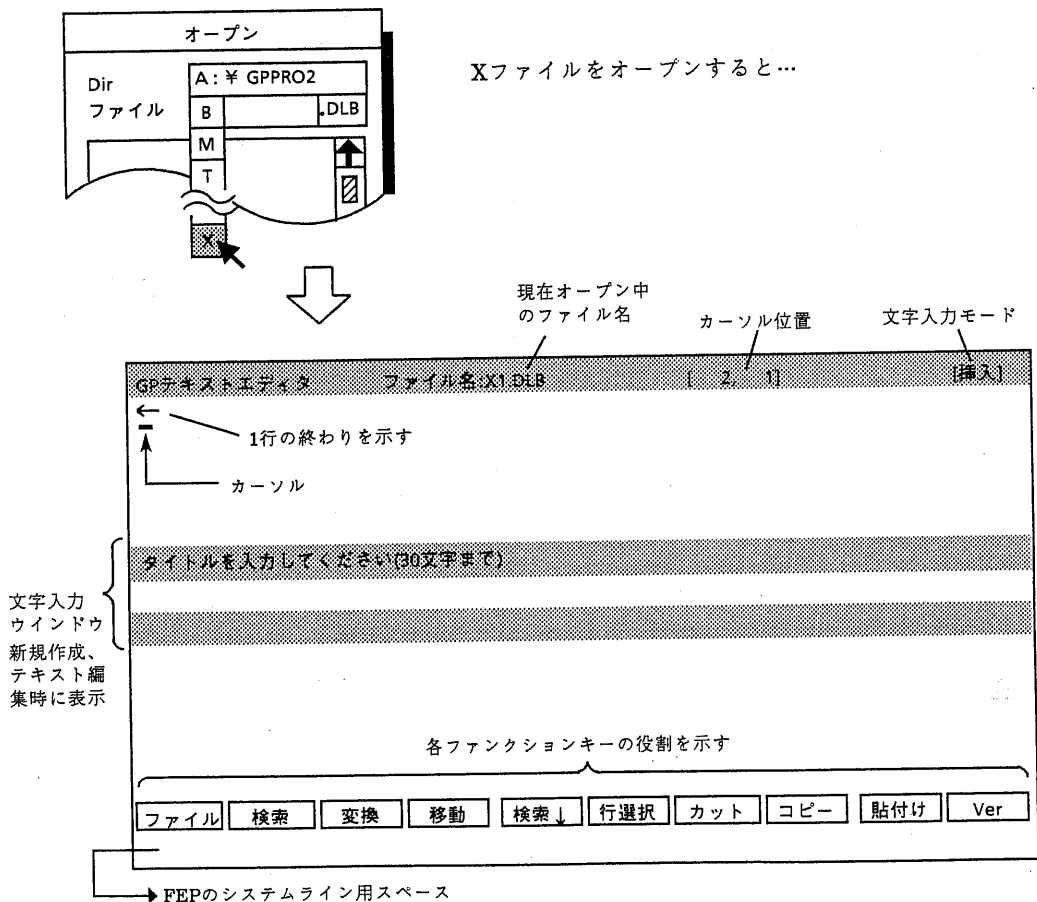 オープン
Xファイルをオープンすると…
Dir
A:¥ GPPRO2
ファイル
B
.DLB
M
T
X
現在オープン中
のファイル名
カーソル位置
文字入力モード
GPテキストエディタ ファイル名:X1.DLB [ 2, 1] [挿入]
←
1行の終わりを示す
カーソル
タイトルを入力してください(30文字まで)
文字入力
ウインドウ
新規作成、
テキスト編
集時に表示
各ファンクションキーの役割を示す
ファイル 検索 変換 移動 検索↓ 行選択 カット コピー 貼付け Ver
FEPのシステムライン用スペース